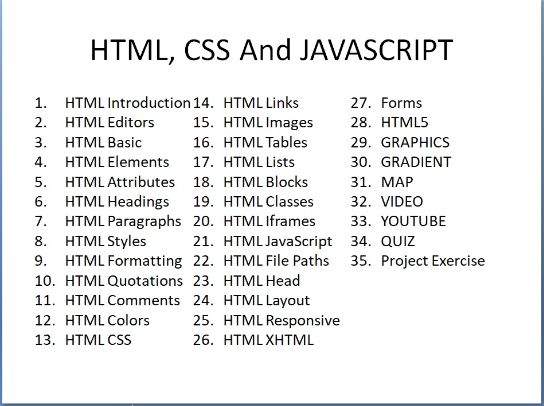 HTML, CSS And JAVASCRIPT
1. HTML Introduction
2. HTML Editors
3. HTML Basic
4. HTML Elements
5. HTML Attributes
6. HTML Headings
7. HTML Paragraphs
8. HTML Styles
9. HTML Formatting
10. HTML Quotations
11. HTML Comments
12. HTML Colors
13. HTML CSS
14. HTML Links
15. HTML Images
16. HTML Tables
17. HTML Lists
18. HTML Blocks
19. HTML Classes
20. HTML Iframes
21. HTML JavaScript
22. HTML File Paths
23. HTML Head
24. HTML Layout
25. HTML Responsive
26. HTML XHTML
27. Forms
28. HTML5
29. GRAPHICS
30. GRADIENT
31. MAP
32. VIDEO
33. YOUTUBE
34. QUIZ
35. Project Exercise